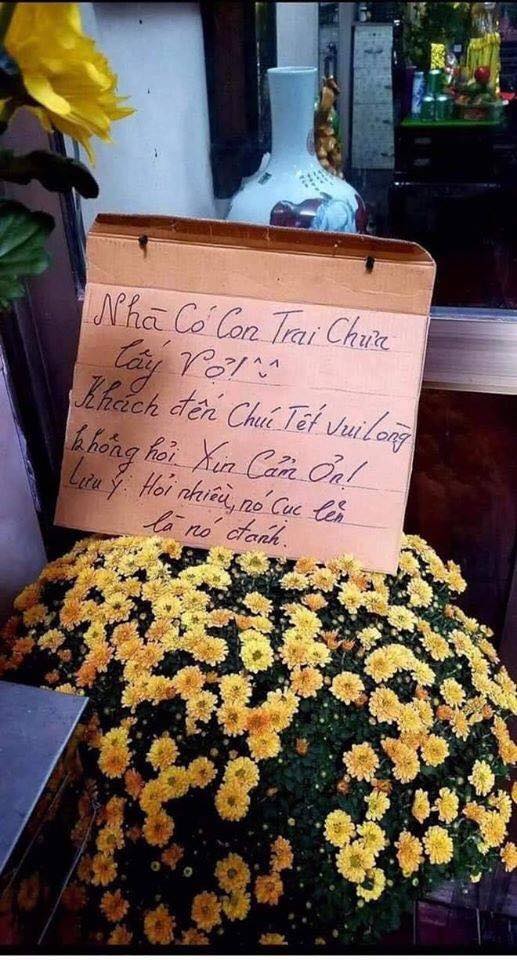 Nhà Có Con Trai Chưa
lấy Vợ! ^^
Khách đến Chúc Tết vui lòng
không hỏi. Xin Cảm Ơn!
Lưu ý: Hỏi nhiều, nó cục lên
là nó đánh.